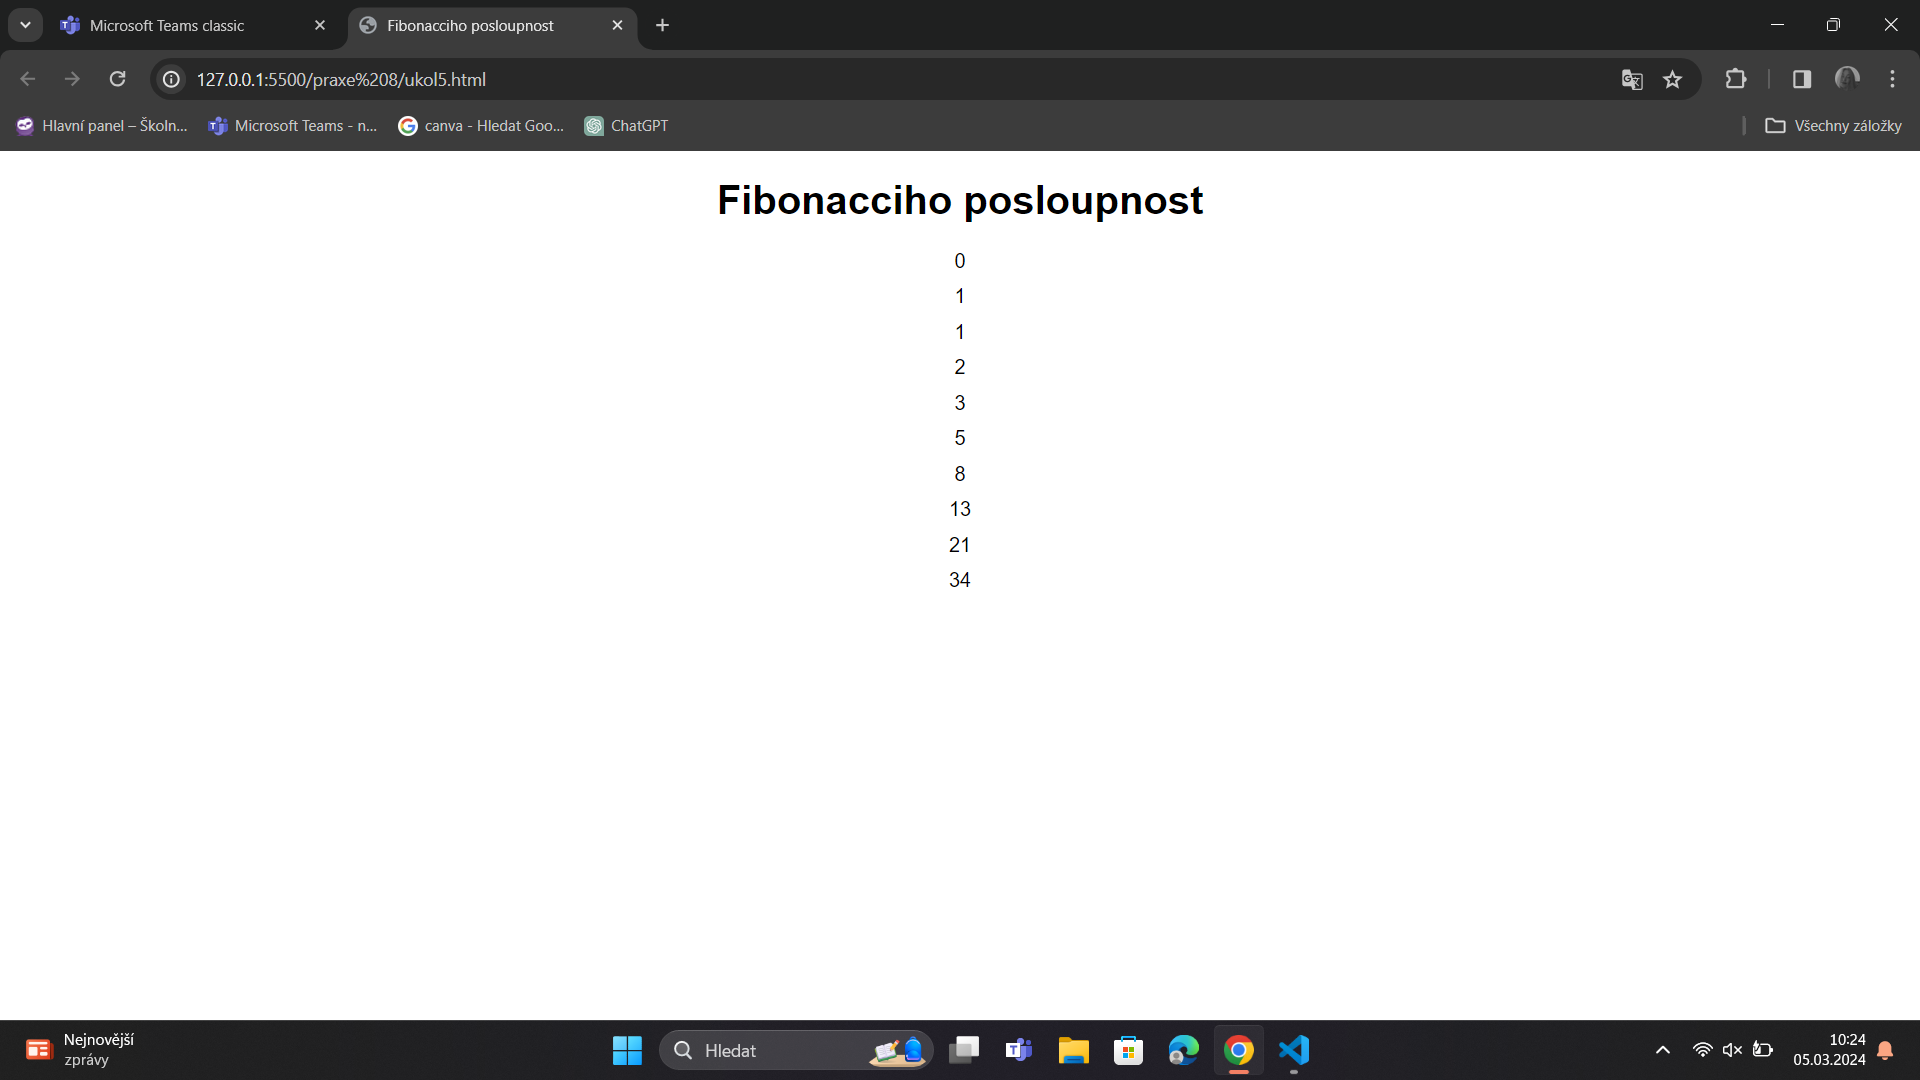 Microsoft Teams classic
Fibonacciho posloupnost
127.0.0.1:5500/praxe%208/ukol5.html
Hlavní panel – Školn...
Microsoft Teams - n...
canva - Hledat Goo...
ChatGPT
Všechny záložky
Fibonacciho posloupnost
0
1
1
2
3
5
8
13
21
34
Nejnovější
zprávy
Hledat
10:24
05.03.2024